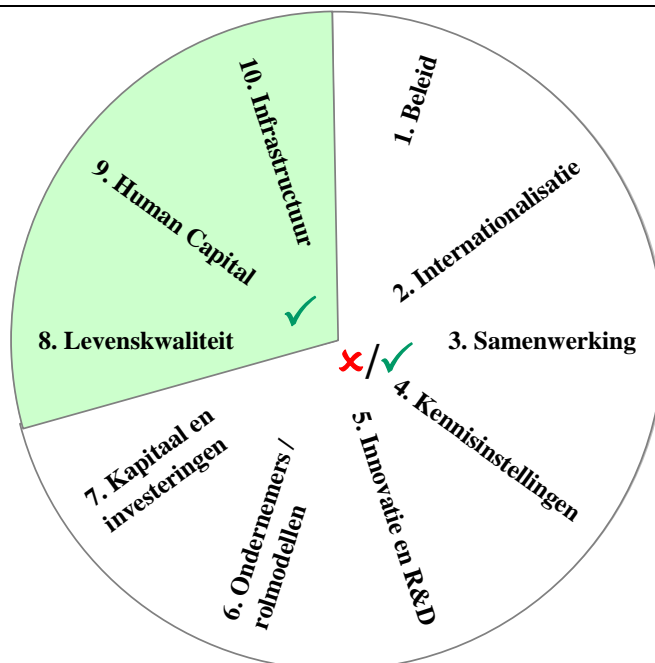 1. Beleid
2. Internationalisatie
3. Samenwerking
4. Kennisinstellingen
5. Innovatie en R&D
6. Ondernemers /
rolmodellen
7. Kapitaal en
investeringen
8. Levenskwaliteit
9. Human Capital
10. Infrastructuur
✓
✘/✓